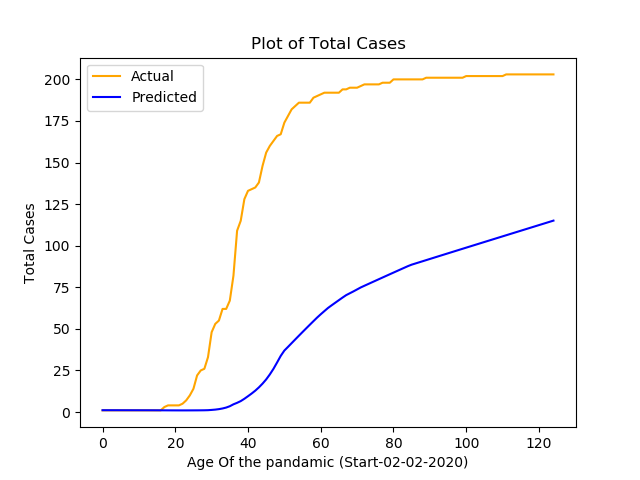 Plot of Total Cases
Actual
Predicted
200
175
150
125
100
75
50
25
0
Total Cases
0 20 40 60 80 100 120
Age Of the pandamic (Start-02-02-2020)